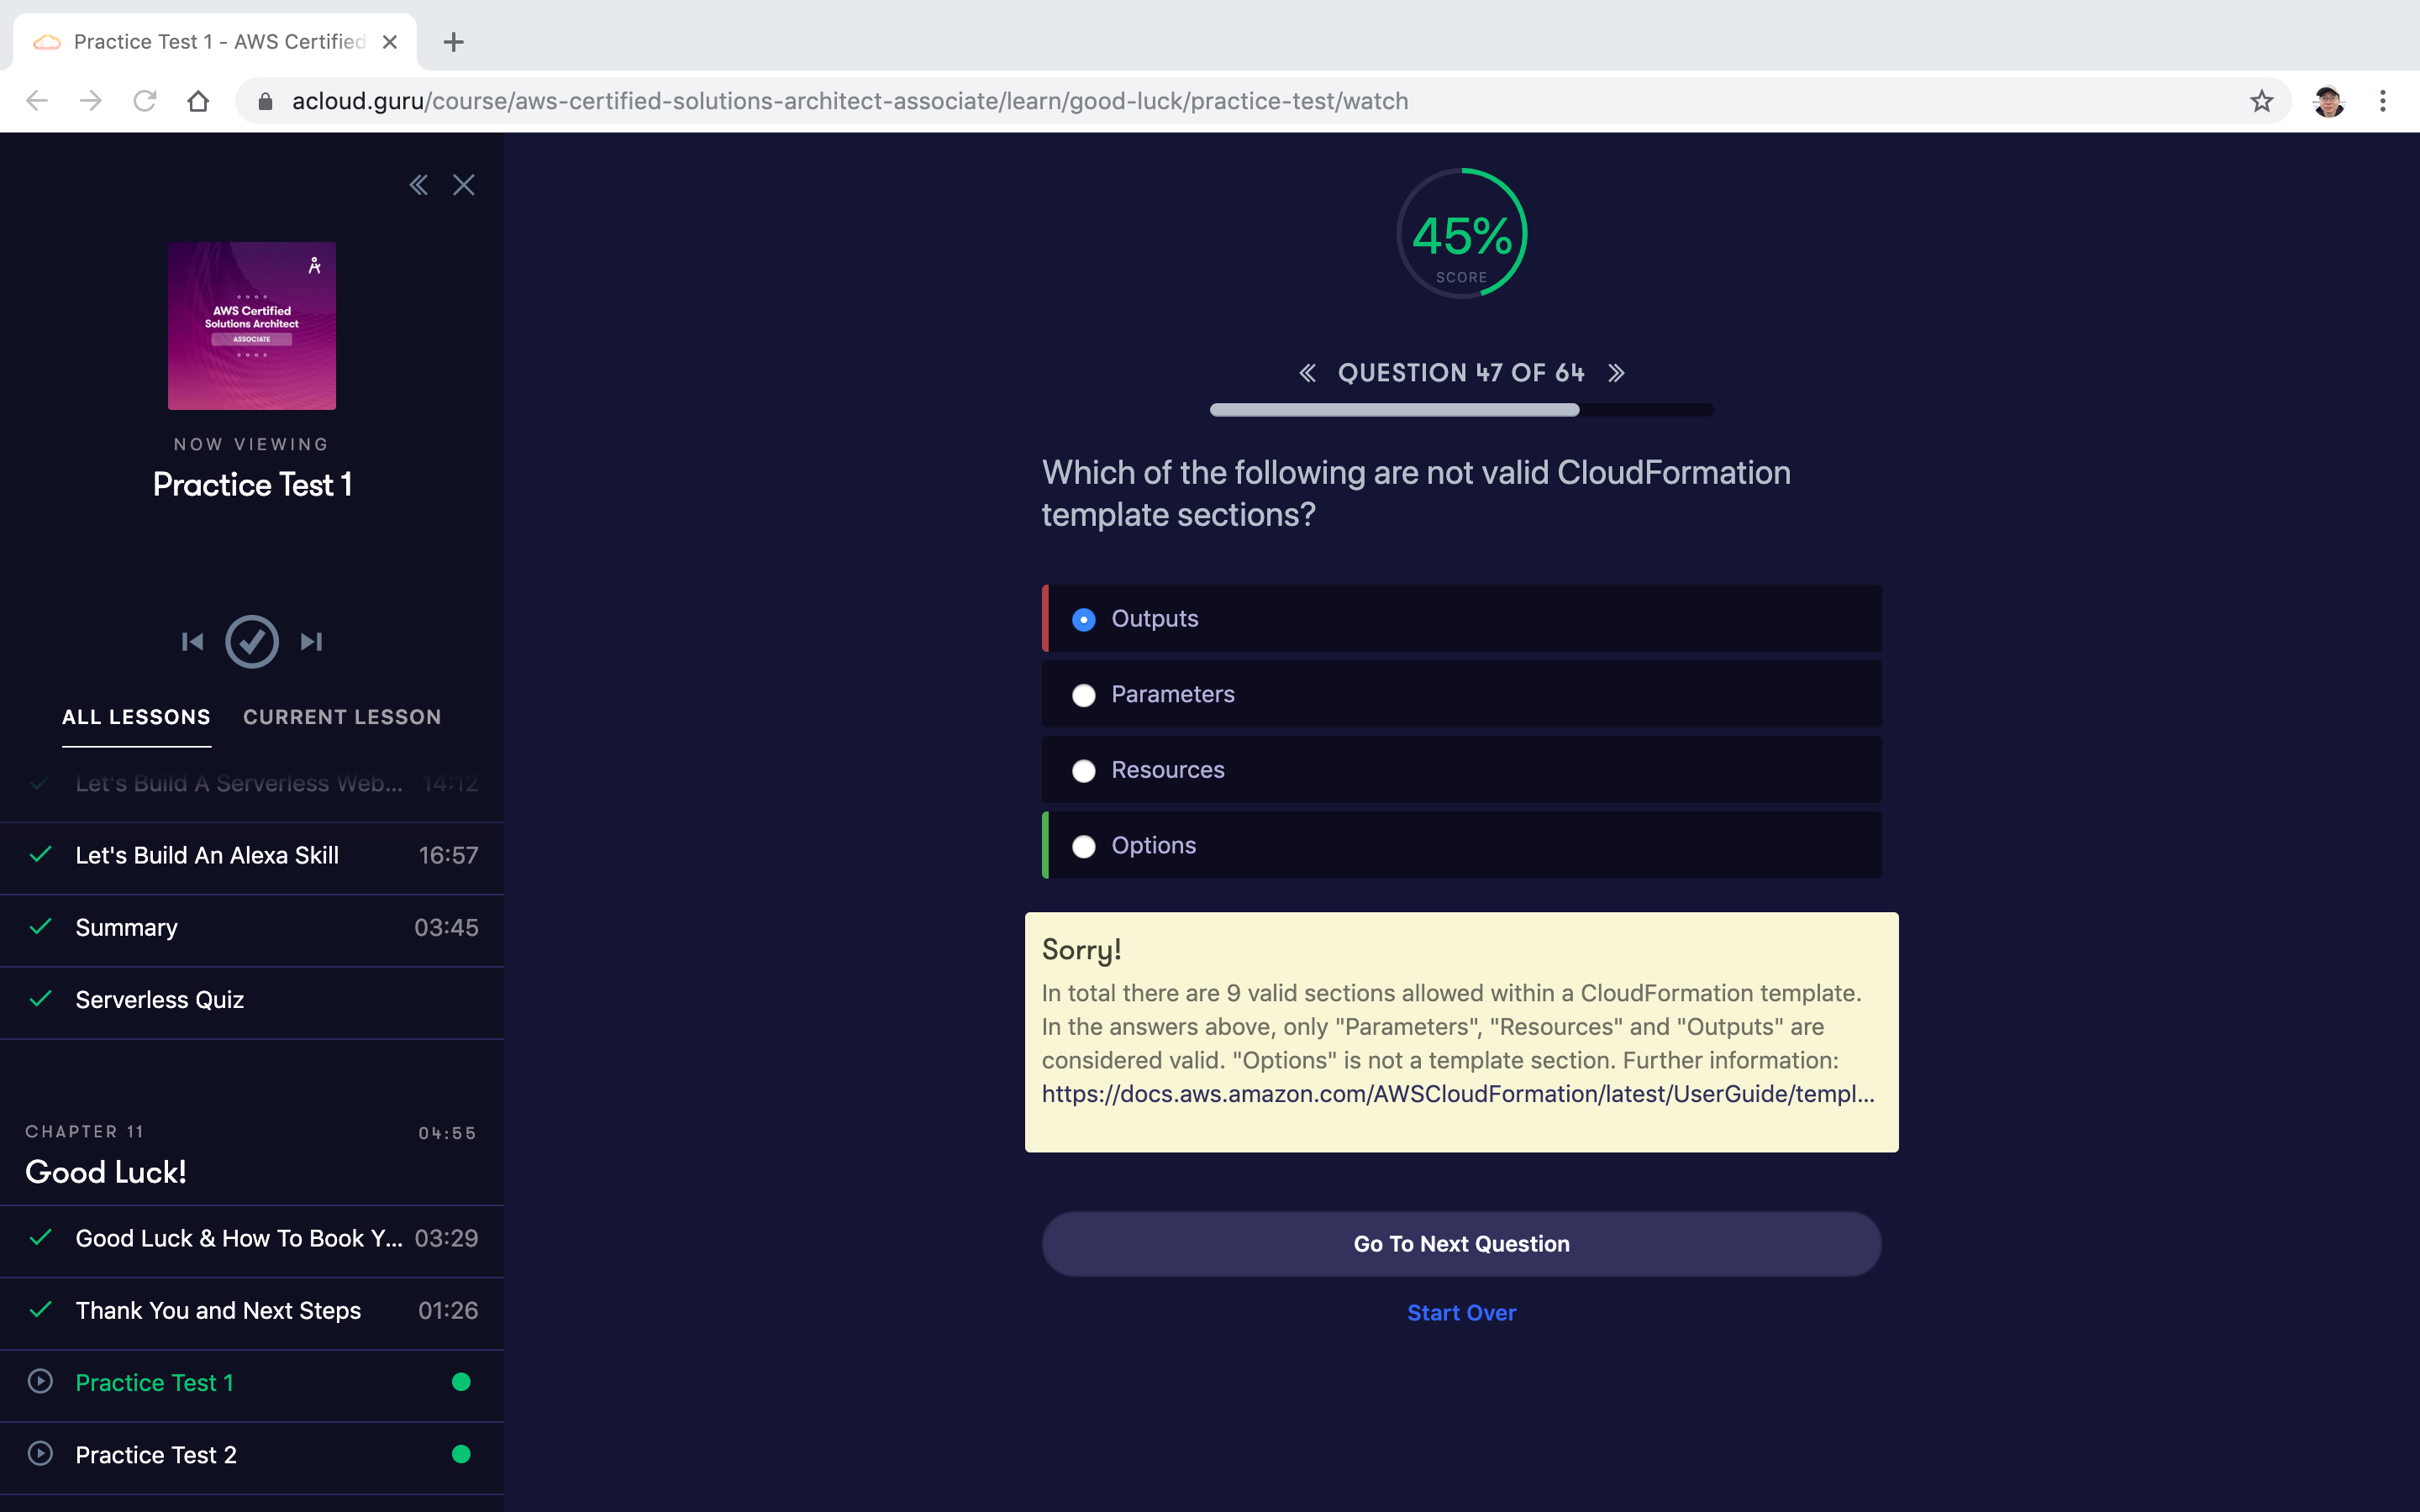 Practice Test 1 - AWS Certified
acloud.guru/course/aws-certified-solutions-architect-associate/learn/good-luck/practice-test/watch
AWS Certified
Solutions Architect
ASSOCIATE
NOW VIEWING
Practice Test 1
ALL LESSONS
CURRENT LESSON
Let's Build A Serverless Web... 14:12
Let's Build An Alexa Skill 16:57
Summary 03:45
Serverless Quiz
CHAPTER 11 04:55
Good Luck!
Good Luck & How To Book Y... 03:29
Thank You and Next Steps 01:26
Practice Test 1
Practice Test 2
45%
SCORE
QUESTION 47 OF 64
Which of the following are not valid CloudFormation
template sections?
Outputs
Parameters
Resources
Options
Sorry!
In total there are 9 valid sections allowed within a CloudFormation template.
In the answers above, only "Parameters", "Resources" and "Outputs" are
considered valid. "Options" is not a template section. Further information:
https://docs.aws.amazon.com/AWSCloudFormation/latest/UserGuide/templ...
Go To Next Question
Start Over